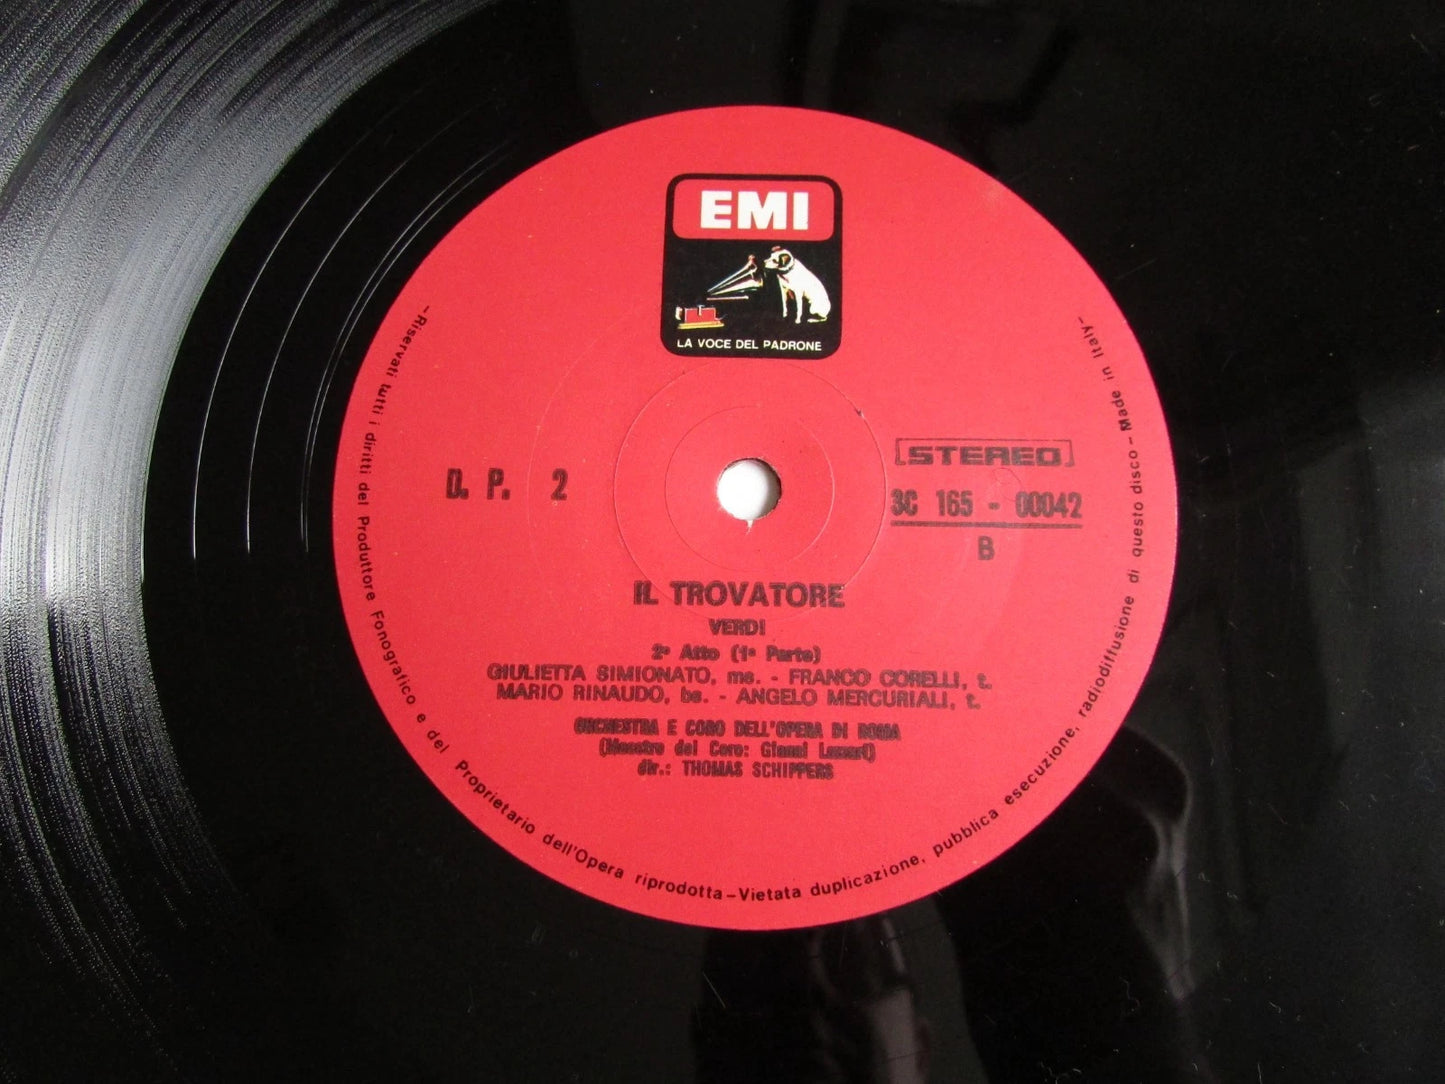 EMI
LA VOCE DEL PADRONE
D. P. 2
STEREO
3C 165 - 00042
B
IL TROVATORE
VERDI
2º Atto (1ª Parte)
GIULIETTA SIMIONATO, ms. - FRANCO CORELLI, t.
MARIO RINAUDO, bs. - ANGELO MERCURIALI, t.
ORCHESTRA E CORO DELL'OPERA DI ROMA
(Maestro del Coro: Gianni Lazzari)
dir.: THOMAS SCHIPPERS
-Riservati tutti i diritti del Produttore Fonografico e del Proprietario dell'Opera riprodotta-Vietata duplicazione, pubblica esecuzione, radiodiffusione di questo disco-Made in Italy-